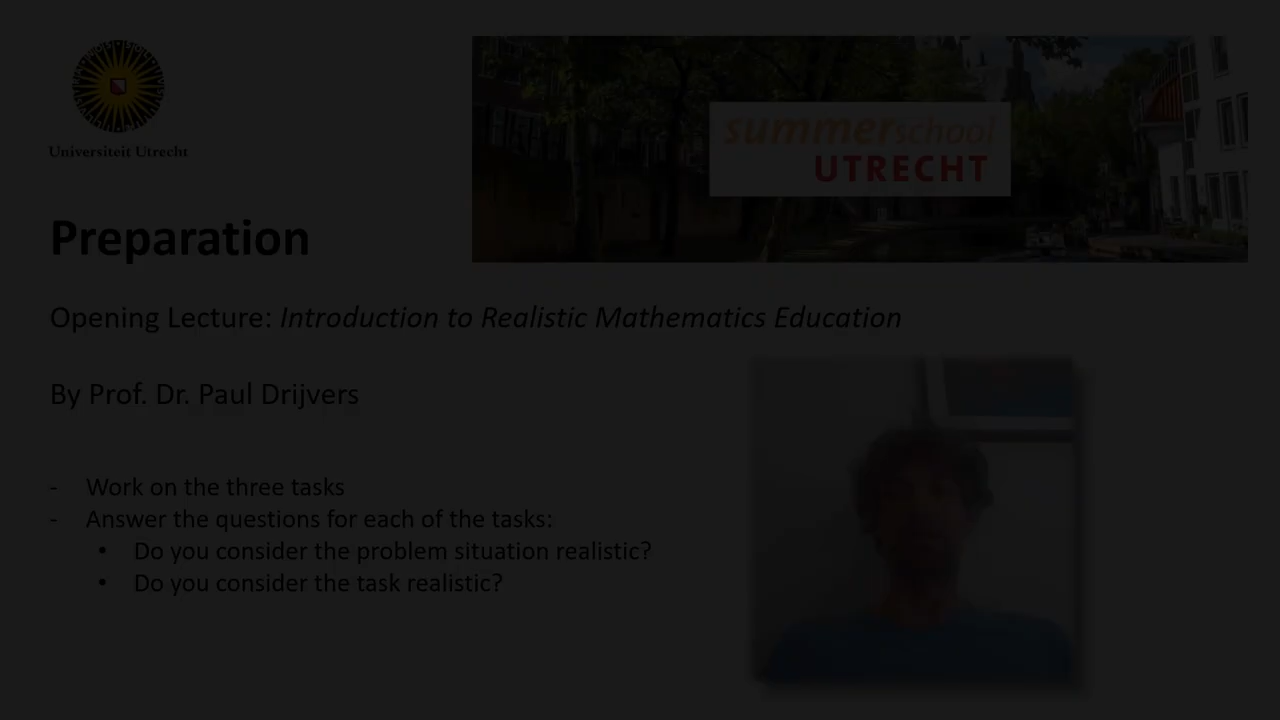 Universiteit Utrecht
summerschool
UTRECHT
Preparation
Opening Lecture: Introduction to Realistic Mathematics Education
By Prof. Dr. Paul Drijvers
- Work on the three tasks
- Answer the questions for each of the tasks:
• Do you consider the problem situation realistic?
• Do you consider the task realistic?